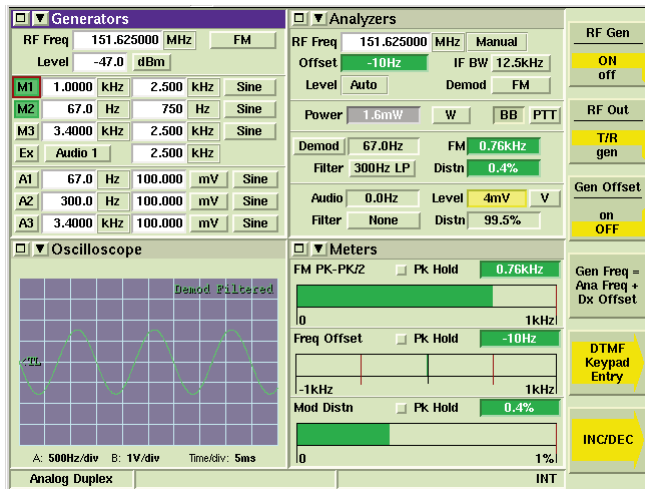 Generators
RF Freq 151.625000 MHz FM
Level -47.0 dBm
M1 1.0000 kHz 2.500 kHz Sine
M2 67.0 Hz 750 Hz Sine
M3 3.4000 kHz 2.500 kHz Sine
Ex Audio 1 2.500 kHz
A1 67.0 Hz 100.000 mV Sine
A2 300.0 Hz 100.000 mV Sine
A3 3.4000 kHz 100.000 mV Sine
Analyzers
RF Freq 151.625000 MHz Manual
Offset -10Hz IF BW 12.5kHz
Level Auto Demod FM
Power 1.6mW W BB PTT
Demod 67.0Hz FM 0.76kHz
Filter 300Hz LP Distn 0.4%
Audio 0.0Hz Level 4mV V
Filter None Distn 99.5%
Oscilloscope
Demod Filtered
<TL
A: 500Hz/div B: 1V/div Time/div: 5ms
Meters
FM PK-PK/2 Pk Hold 0.76kHz
0 1kHz
Freq Offset Pk Hold -10Hz
-1kHz 1kHz
Mod Distn Pk Hold 0.4%
0 1%
RF Gen
ON
off
RF Out
T/R
gen
Gen Offset
on
OFF
Gen Freq =
Ana Freq +
Dx Offset
DTMF
Keypad
Entry
INC/DEC
Analog Duplex INT